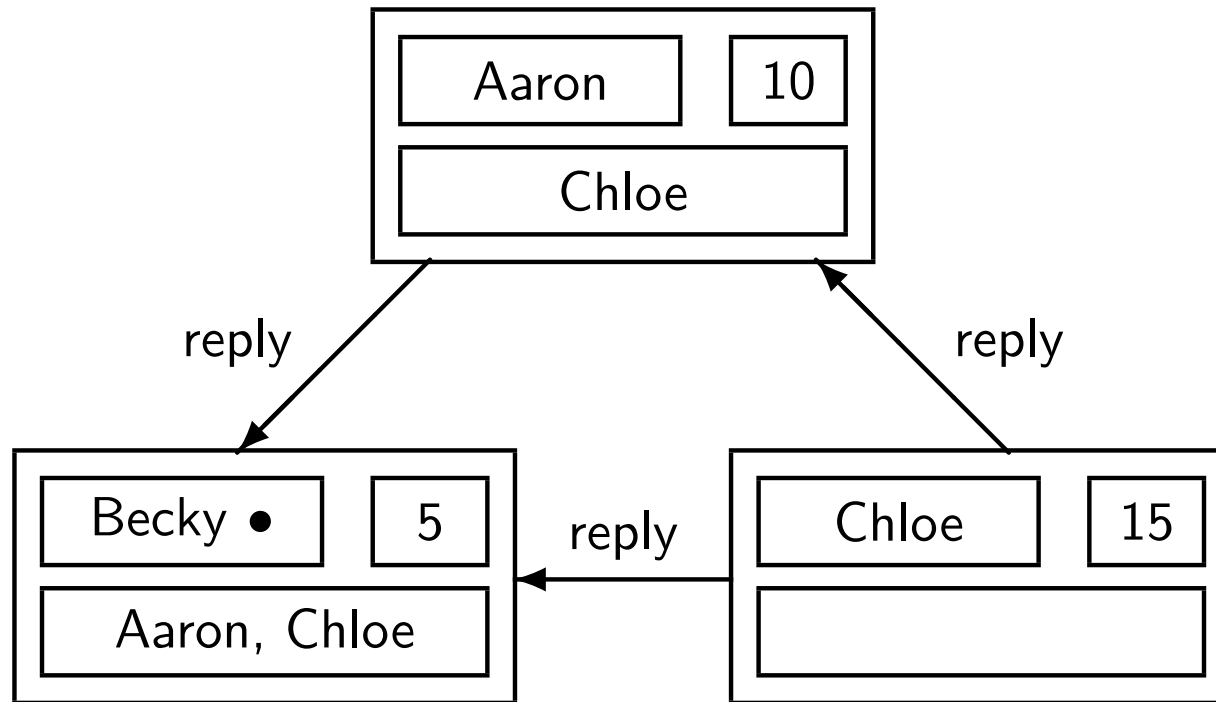 Aaron 10
Chloe
reply reply
Becky • 5
reply
Chloe 15
Aaron, Chloe